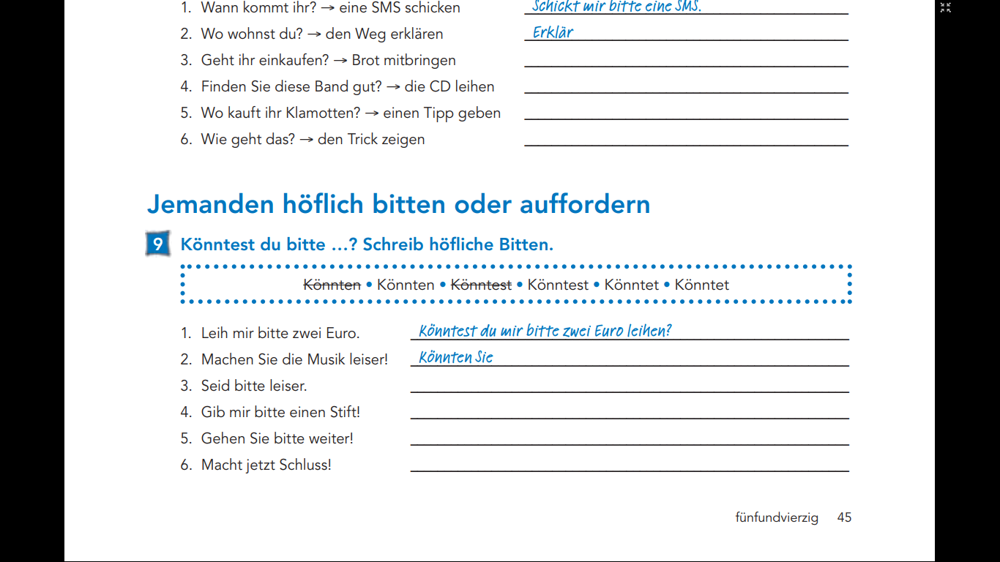 1. Wann kommt ihr? → eine SMS schicken Schickt mir bitte eine SMS.
2. Wo wohnst du? → den Weg erklären Erklär
3. Geht ihr einkaufen? → Brot mitbringen
4. Finden Sie diese Band gut? → die CD leihen
5. Wo kauft ihr Klamotten? → einen Tipp geben
6. Wie geht das? → den Trick zeigen
Jemanden höflich bitten oder auffordern
9 Könntest du bitte …? Schreib höfliche Bitten.
Könnten • Könnten • Könntest • Könntest • Könntet • Könntet
1. Leih mir bitte zwei Euro. Könntest du mir bitte zwei Euro leihen?
2. Machen Sie die Musik leiser! Könnten Sie
3. Seid bitte leiser.
4. Gib mir bitte einen Stift!
5. Gehen Sie bitte weiter!
6. Macht jetzt Schluss!
fünfundvierzig 45